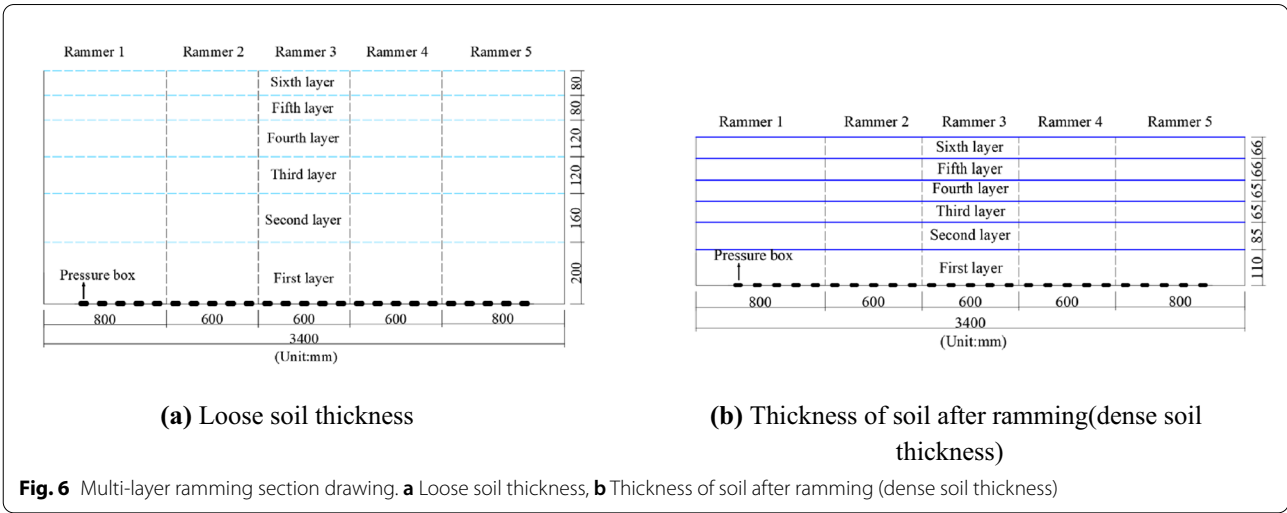 Rammer 1 Rammer 2 Rammer 3 Rammer 4 Rammer 5
Sixth layer 80
Fifth layer 80
Fourth layer 120
Third layer 120
Second layer 160
First layer 200
Pressure box
800 600 600 600 800
3400
(Unit:mm)
(a) Loose soil thickness
Rammer 1 Rammer 2 Rammer 3 Rammer 4 Rammer 5
Sixth layer 66
Fifth layer 66
Fourth layer 65
Third layer 65
Second layer 85
Pressure box
First layer 110
800 600 600 600 800
3400
(Unit:mm)
(b) Thickness of soil after ramming(dense soil
thickness)
Fig. 6 Multi-layer ramming section drawing. a Loose soil thickness, b Thickness of soil after ramming (dense soil thickness)